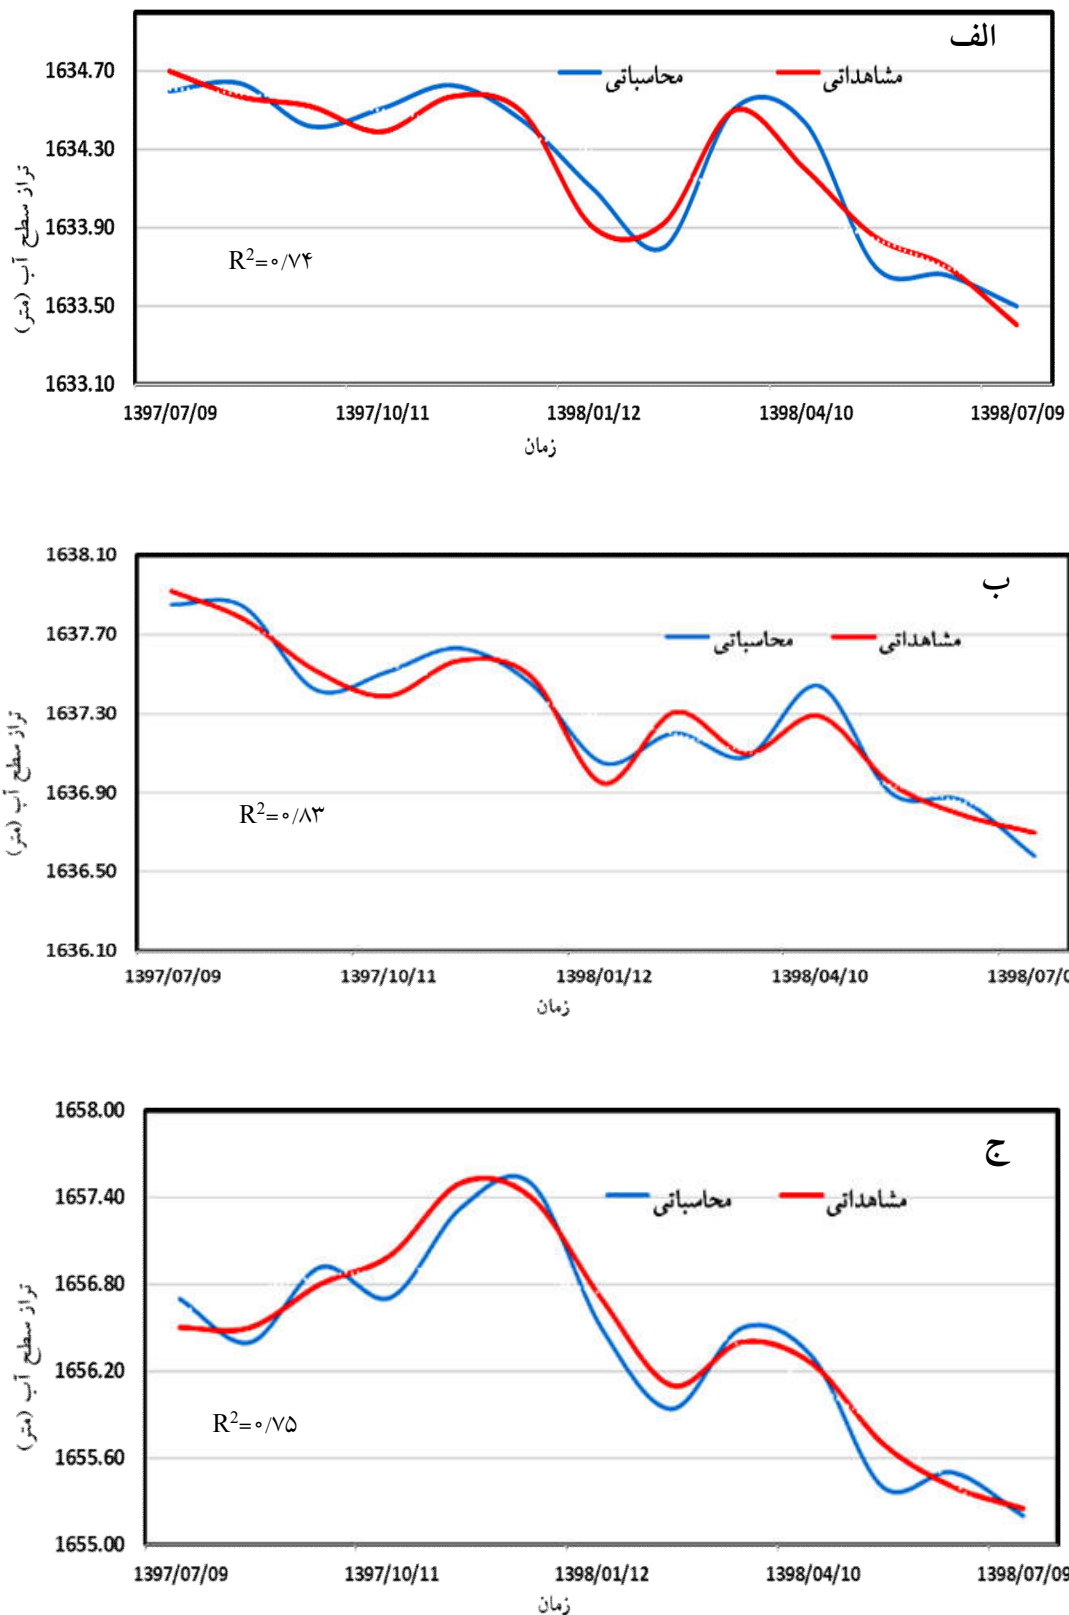 الف
1634.70
محاسباتی
مشاهداتی
1634.30
1633.90
R²=۰/۷۴
1633.50
1633.10
تراز سطح آب (متر)
1397/07/09
1397/10/11
1398/01/12
1398/04/10
1398/07/09
زمان
1638.10
ب
1637.70
محاسباتی
مشاهداتی
1637.30
1636.90
R²=۰/۸۳
1636.50
1636.10
تراز سطح آب (متر)
1397/07/09
1397/10/11
1398/01/12
1398/04/10
1398/07/0
زمان
1658.00
ج
1657.40
محاسباتی
مشاهداتی
1656.80
1656.20
R²=۰/۷۵
1655.60
1655.00
تراز سطح آب (متر)
1397/07/09
1397/10/11
1398/01/12
1398/04/10
1398/07/09
زمان